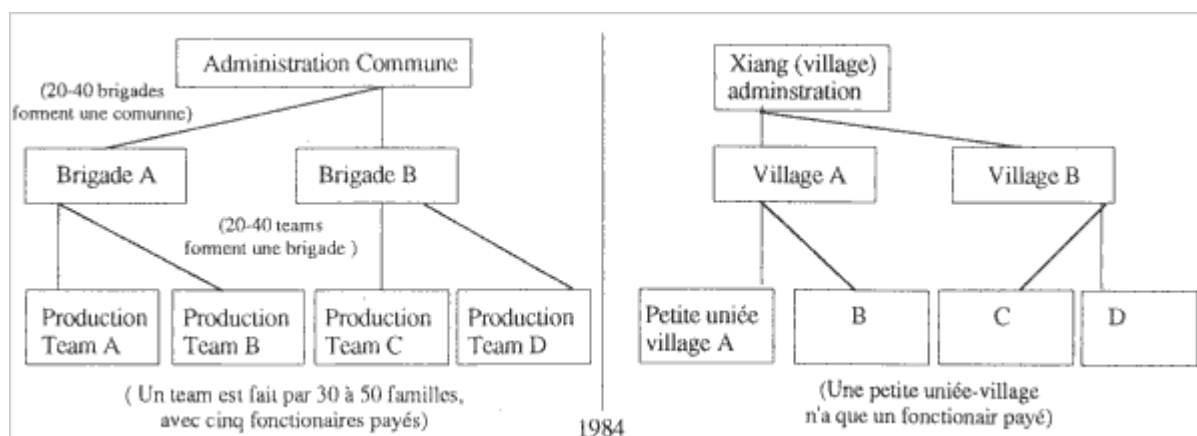 Administration Commune
(20-40 brigades
forment une comunne)
Brigade A
Brigade B
(20-40 teams
forment une brigade )
Production
Team A
Production
Team B
Production
Team C
Production
Team D
( Un team est fait par 30 à 50 familles,
avec cinq fonctionaires payés)
1984
Xiang (village)
adminstration
Village A
Village B
Petite uniée
village A
B
C
D
(Une petite uniée-village
n'a que un fonctionair payé)